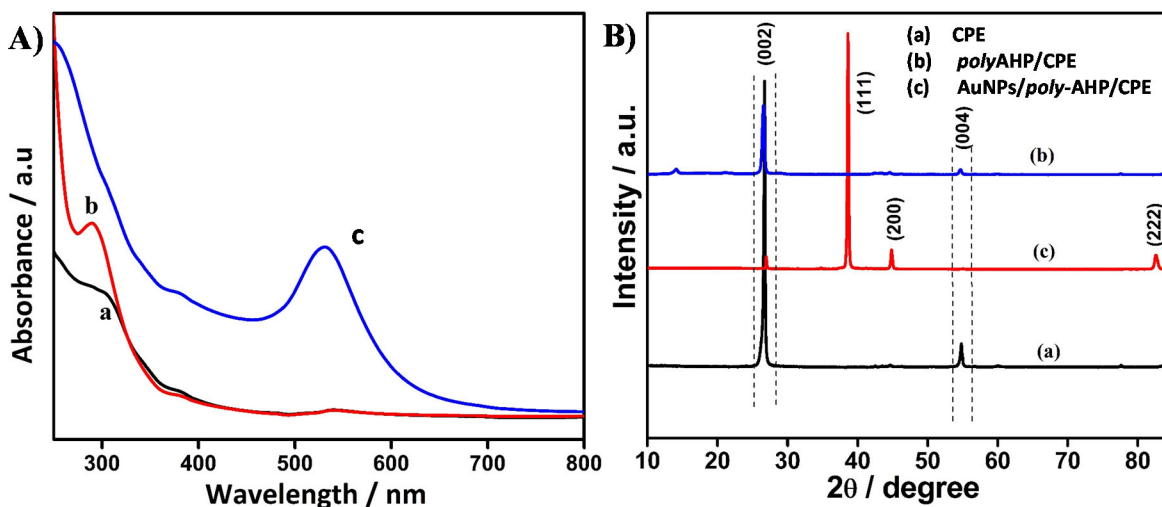 A)
Absorbance / a.u
a
b
c
300 400 500 600 700 800
Wavelength / nm
B)
(a) CPE
(b) polyAHP/CPE
(c) AuNPs/poly-AHP/CPE
(002)
(111)
(004)
(200)
(222)
(b)
(c)
(a)
Intensity / a.u.
10 20 30 40 50 60 70 80
2θ / degree